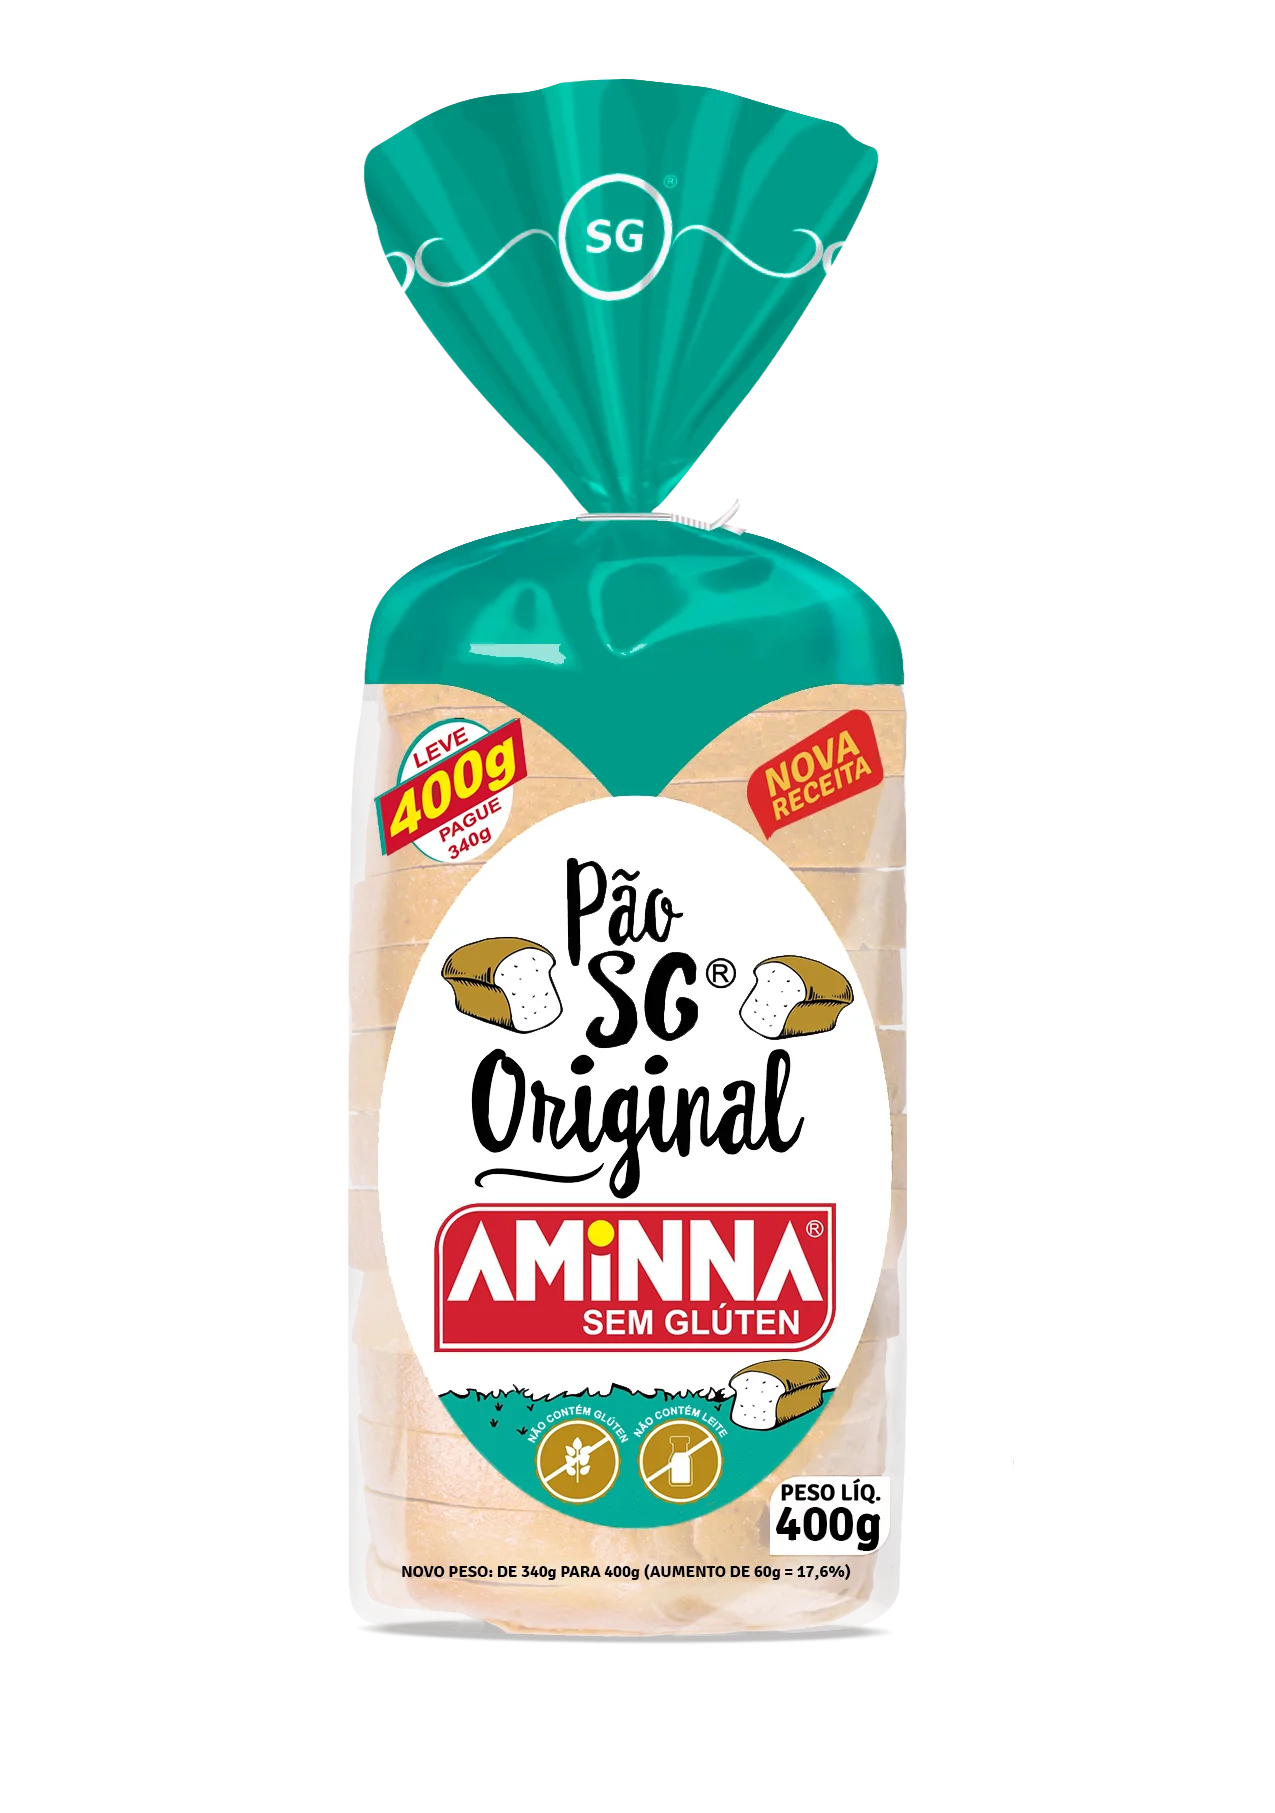 SG
®
LEVE
400g
PAGUE
340g
NOVA
RECEITA
Pão
SG®
Original
AMiNNA®
SEM GLÚTEN
NÃO CONTÉM GLÚTEN
NÃO CONTÉM LEITE
PESO LÍQ.
400g
NOVO PESO: DE 340g PARA 400g (AUMENTO DE 60g = 17,6%)